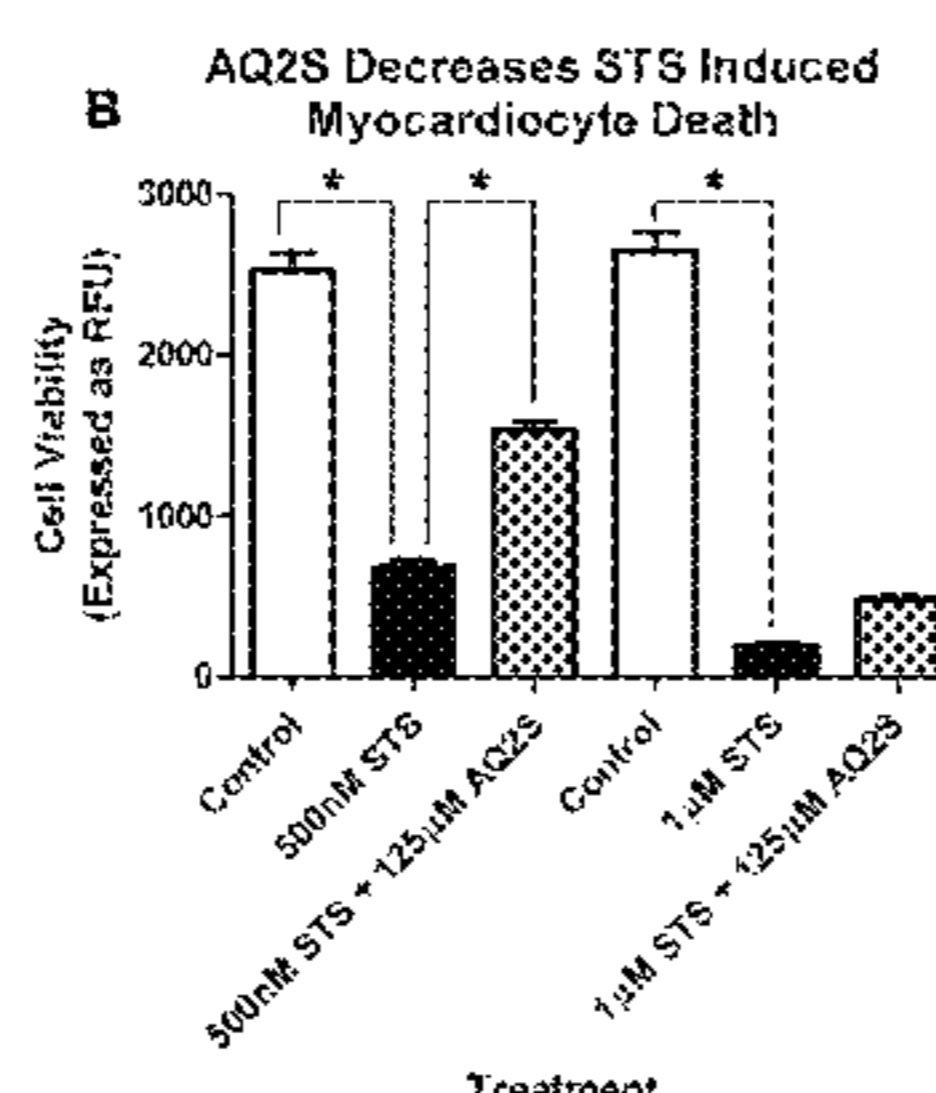 B
AQ2S Decreases STS Induced
Myocardiocyte Death
* * *
Cell Viability
(Expressed as RFU)
3000
2000
1000
0
Control
500nM STS
500nM STS + 125µM AQ2S
Control
1µM STS
1µM STS + 125µM AQ2S
Treatment